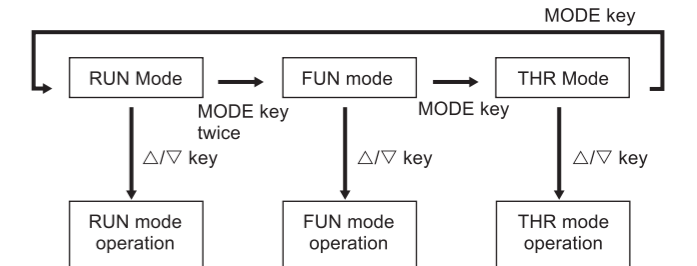 MODE key
RUN Mode
FUN mode
THR Mode
MODE key
twice
MODE key
△/▽ key
△/▽ key
△/▽ key
RUN mode
operation
FUN mode
operation
THR mode
operation